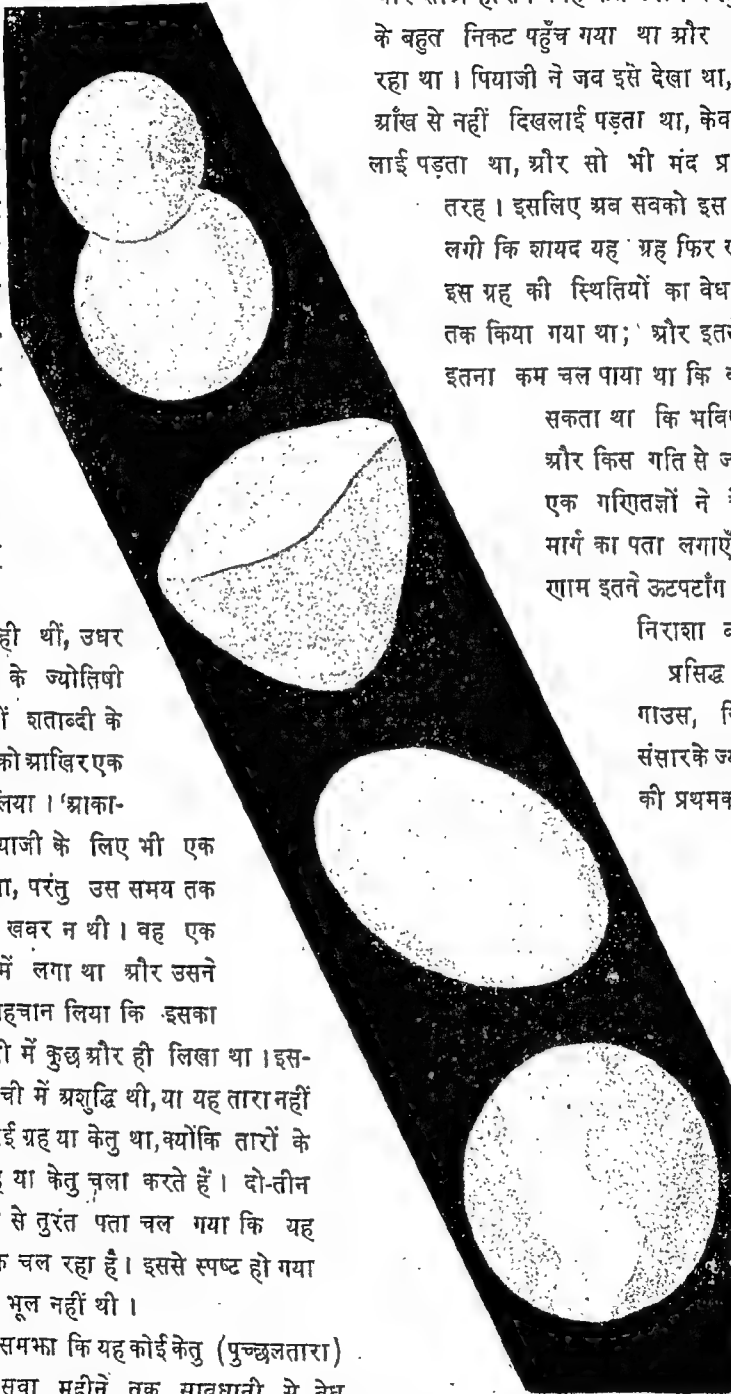 ही थीं, उधर
के ज्योतिषी
शताब्दी के
को आखिर एक
लिया । 'आका-
याजी के लिए भी एक
परंतु उस समय तक
खबर न थी । वह एक
में लगा था और उसने
हचान लिया कि इसका
में कुछ और ही लिखा था । इस-
ची में अशुद्धि थी, या यह तारा नहीं
ई ग्रह या केतु था, क्योंकि तारों के
या केतु चला करते हैं । दो-तीन
से तुरंत पता चल गया कि यह
चल रहा है । इससे स्पष्ट हो गया
भूल नहीं थी ।
समझा कि यह कोई केतु (पुच्छलतारा)
सवा महीने तक सावधानी से वेध
के बहुत निकट पहुँच गया था और
रहा था । पियाजी ने जब इसे देखा था,
आँख से नहीं दिखलाई पड़ता था, केव
लाई पड़ता था, और सो भी मंद प्र
तरह । इसलिए अब सबको इस
लगी कि शायद यह ग्रह फिर
इस ग्रह की स्थितियों का वेध
तक किया गया था; और इत
इतना कम चल पाया था कि
सकता था कि भवि
और किस गति से ज
एक गणितज्ञों ने
मार्ग का पता लगाएँ
णाम इतने ऊटपटाँग
निराशा
प्रसिद्ध
गाउस,
संसार के ज्
की प्रथम